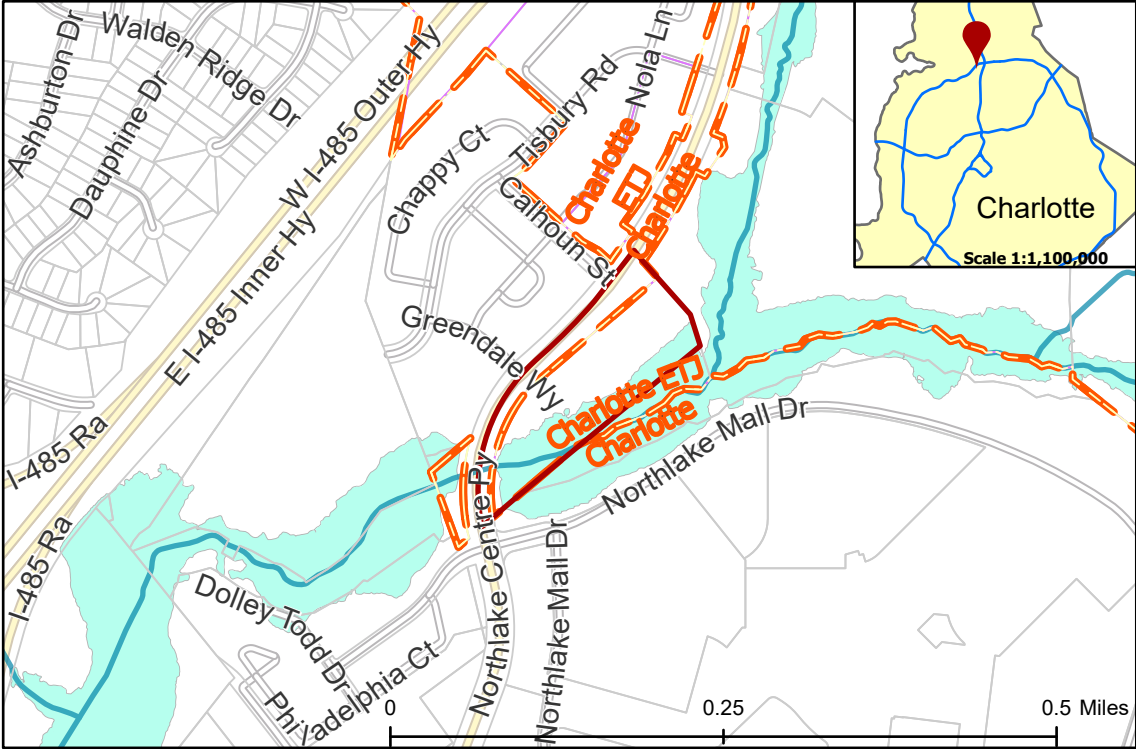 Ashburton Dr
Walden Ridge Dr
Dauphine Dr
W I-485 Outer Hy
E I-485 Inner Hy
Nola Ln
Tisbury Rd
Chappy Ct
Calhoun St
Charlotte
ETJ
Charlotte
Greendale Wy
Charlotte ETJ
Charlotte
Northlake Mall Dr
I-485 Ra
I-485 Ra
Northlake Centre Py
Northlake Mall Dr
Dolley Todd Dr
Philadelphia Ct
0 0.25 0.5 Miles
Charlotte
Scale 1:1,100,000